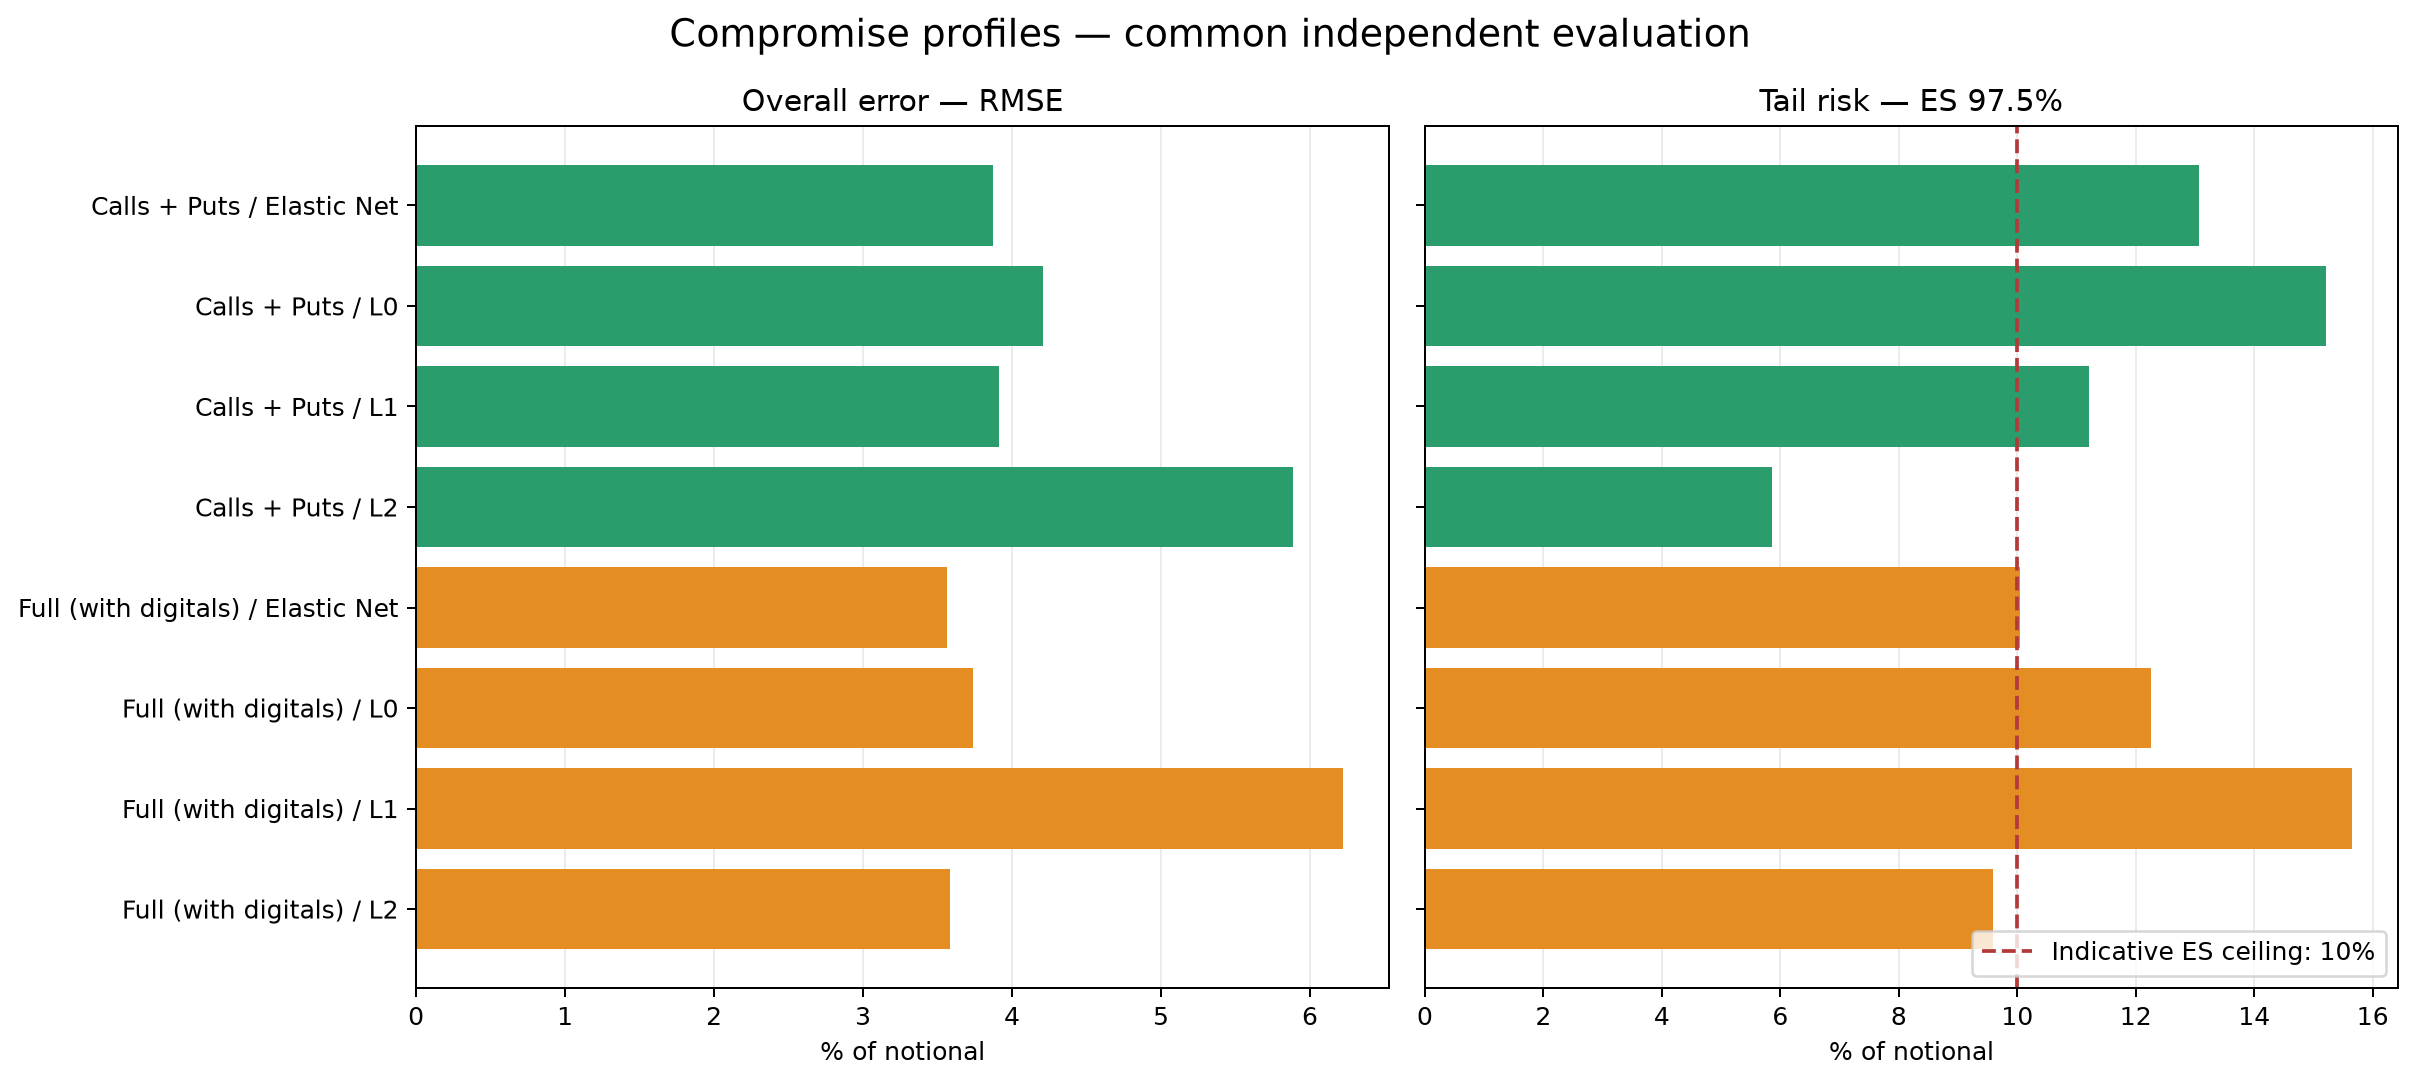 Compromise profiles — common independent evaluation
Overall error — RMSE
Calls + Puts / Elastic Net
Calls + Puts / L0
Calls + Puts / L1
Calls + Puts / L2
Full (with digitals) / Elastic Net
Full (with digitals) / L0
Full (with digitals) / L1
Full (with digitals) / L2
0 1 2 3 4 5 6
% of notional
Tail risk — ES 97.5%
Indicative ES ceiling: 10%
0 2 4 6 8 10 12 14 16
% of notional